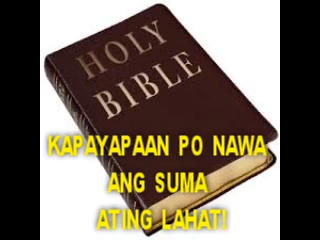 HOLY
BIBLE
KAPAYAPAAN PO NAWA
ANG SUMA
ATING LAHAT!